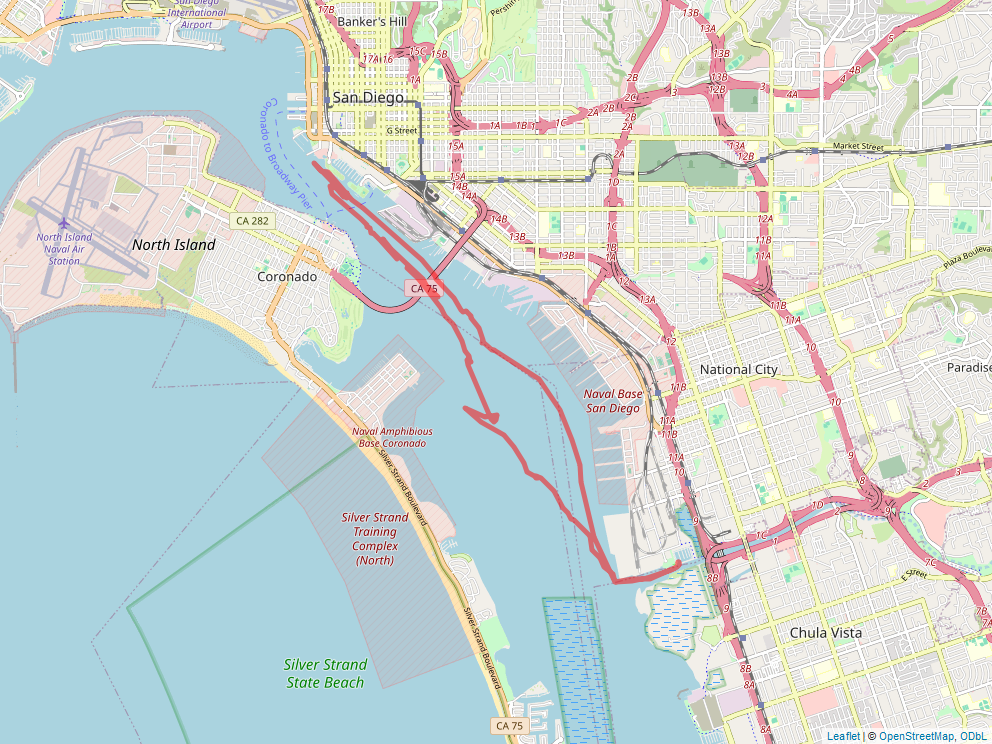 San Diego
International
Airport
Banker's Hill
Pershing
17B
17A
16
15C
15B
1A
13B
13A
5
4B
2B
13B
2C
12B
4A
3
2A
San Diego
Coronado to Broadway Pier
G Street
1A
1B
1
1C
2B
2A
13A
12B
Market Street
15A
15A
14B
14A
1D
12A
CA 282
North Island
North Island
Naval Air
Station
Coronado
14B
13B
13B
1C
1B
1A
11B
11A
Plaza Boulevard
CA 75
13A
12
11B
11A
10
National City
Paradise
11B
10
Naval Base
San Diego
11A
11B
Naval Amphibious
Base Coronado
Silver Strand Boulevard
11A
10
9
8
9
2
3
Silver Strand
Training
Complex
(North)
9
1C
1
1D
2
8B
E Street
7C
7B
7A
9
Silver Strand Boulevard
Chula Vista
Silver Strand
State Beach
8B
8A
8A
CA 75
Leaflet | © OpenStreetMap, ODbL